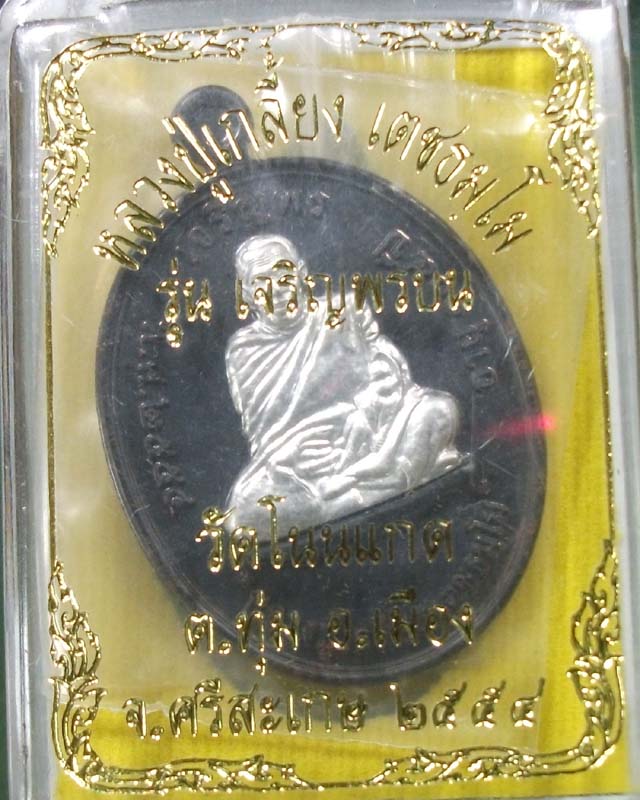 หลวงปู่เกลี้ยง เตชธมฺโม
รุ่น เจริญพรบน
วัดโนนแกด
ต.ทุ่ม อ.เมือง
จ.ศรีสะเกษ ๒๕๕๔